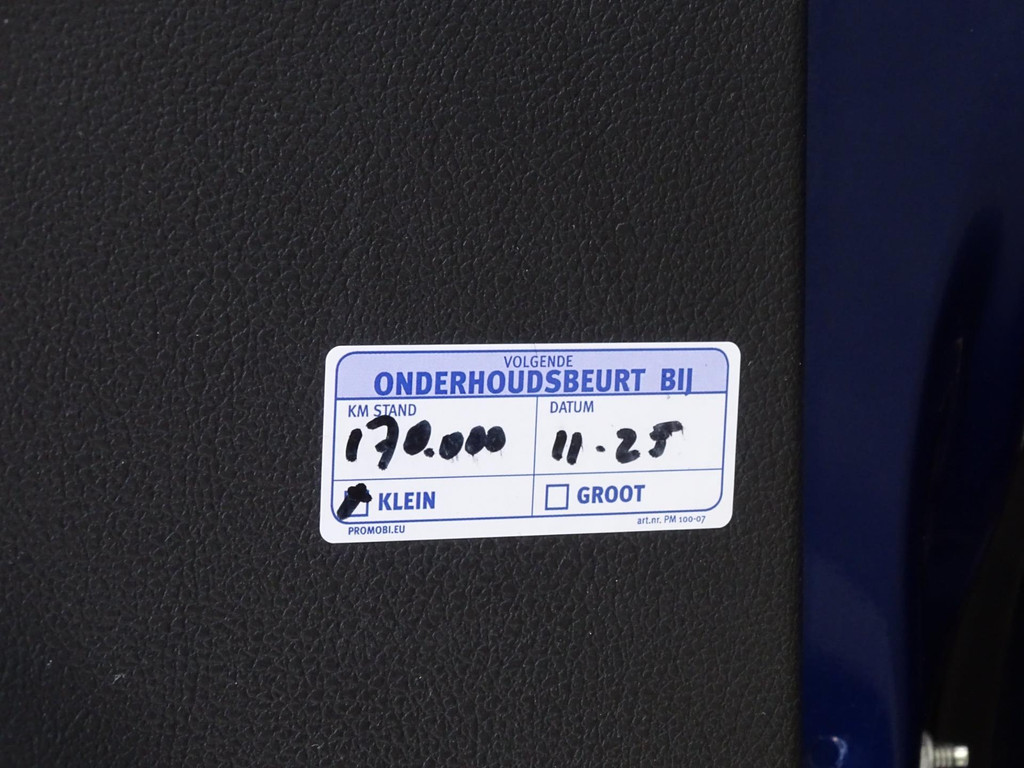 VOLGENDE
ONDERHOUDSBEURT BIJ
KM STAND DATUM
170.000 11-25
KLEIN GROOT
PROMOBI.EU art.nr. PM 100-07